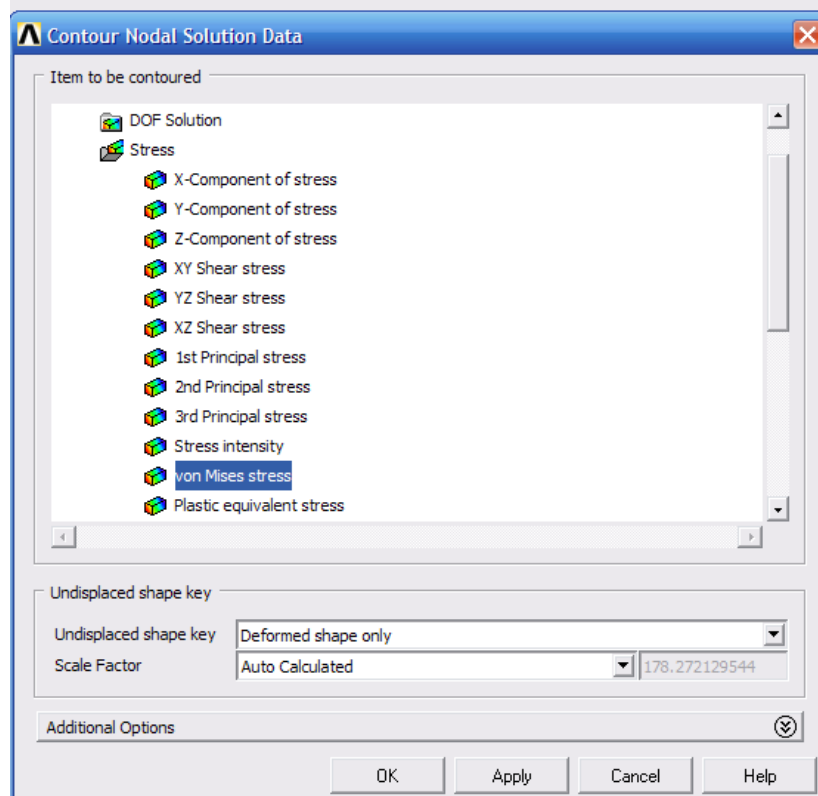 Contour Nodal Solution Data
Item to be contoured
DOF Solution
Stress
X-Component of stress
Y-Component of stress
Z-Component of stress
XY Shear stress
YZ Shear stress
XZ Shear stress
1st Principal stress
2nd Principal stress
3rd Principal stress
Stress intensity
von Mises stress
Plastic equivalent stress
Undisplaced shape key
Undisplaced shape key Deformed shape only
Scale Factor Auto Calculated 178.272129544
Additional Options
OK Apply Cancel Help